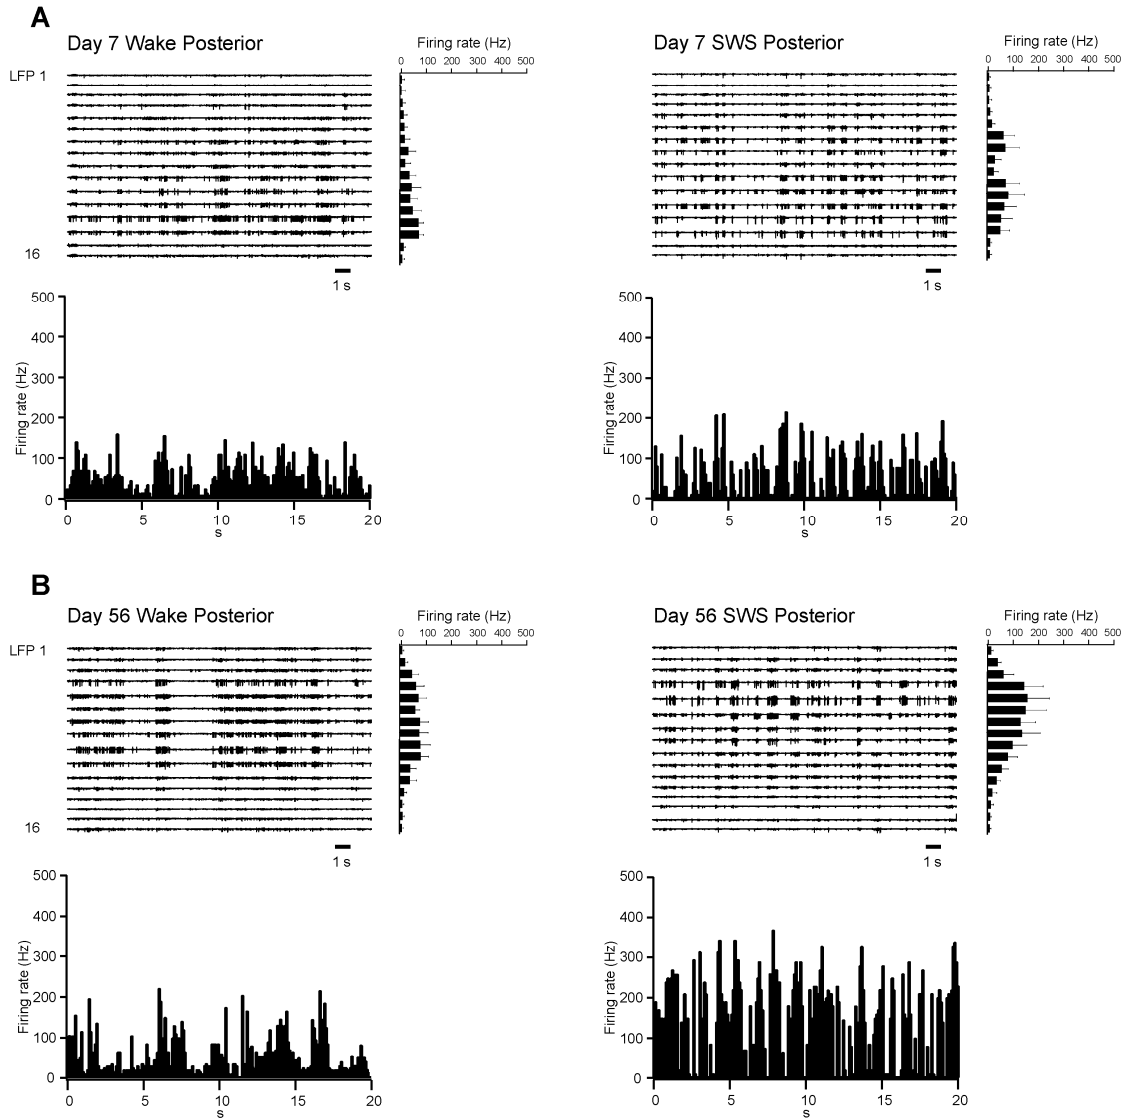 A
Day 7 Wake Posterior
Firing rate (Hz)
0 100 200 300 400 500
LFP 1
16
1 s
500
400
300
200
100
0
Firing rate (Hz)
0 5 10 15 20
s
Day 7 SWS Posterior
Firing rate (Hz)
0 100 200 300 400 500
1 s
500
400
300
200
100
0
Firing rate (Hz)
0 5 10 15 20
s
B
Day 56 Wake Posterior
Firing rate (Hz)
0 100 200 300 400 500
LFP 1
16
1 s
500
400
300
200
100
0
Firing rate (Hz)
0 5 10 15 20
s
Day 56 SWS Posterior
Firing rate (Hz)
0 100 200 300 400 500
1 s
500
400
300
200
100
0
Firing rate (Hz)
0 5 10 15 20
s